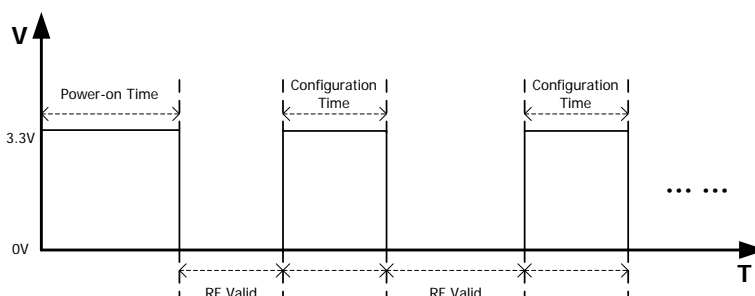 V
Power-on Time
Configuration
Time
Configuration
Time
3.3V
... ...
0V
T
RF Valid
RF Valid